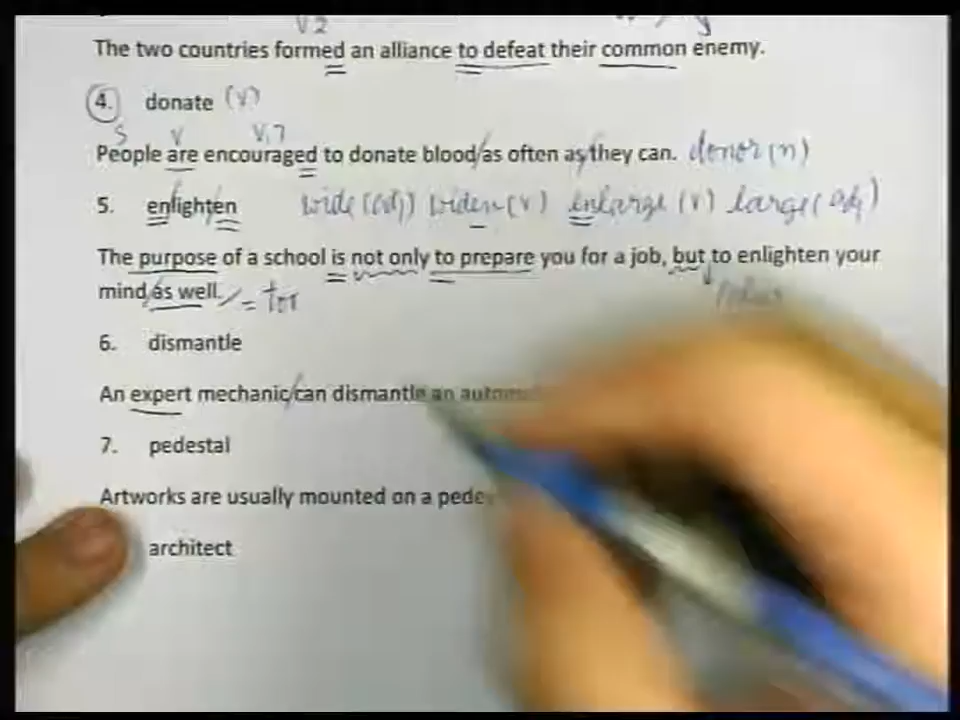 V2
The two countries formed an alliance to defeat their common enemy.
4. donate (v)
S V V.7
People are encouraged to donate blood/as often as/they can. donor (n)
5. enlighten wide (adj) widen (v) enlarge (v) large (adj)
The purpose of a school is not only to prepare you for a job, but to enlighten your
mind/as well. = too
6. dismantle
An expert mechanic/can dismantle an
7. pedestal
Artworks are usually mounted on a
architect